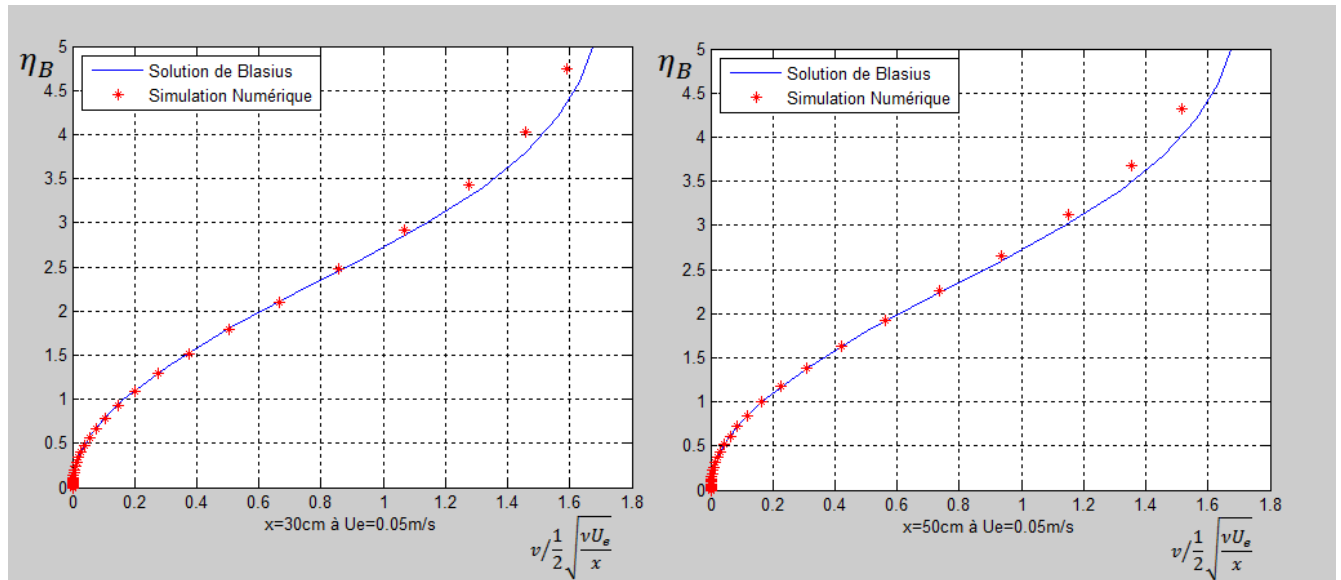 η_B
5
4.5
4
3.5
3
2.5
2
1.5
1
0.5
0
Solution de Blasius
Simulation Numérique
0 0.2 0.4 0.6 0.8 1 1.2 1.4 1.6 1.8
x=30cm à Ue=0.05m/s
v/½√(νU_e/x)
η_B
5
4.5
4
3.5
3
2.5
2
1.5
1
0.5
0
Solution de Blasius
Simulation Numérique
0 0.2 0.4 0.6 0.8 1 1.2 1.4 1.6 1.8
x=50cm à Ue=0.05m/s
v/½√(νU_e/x)